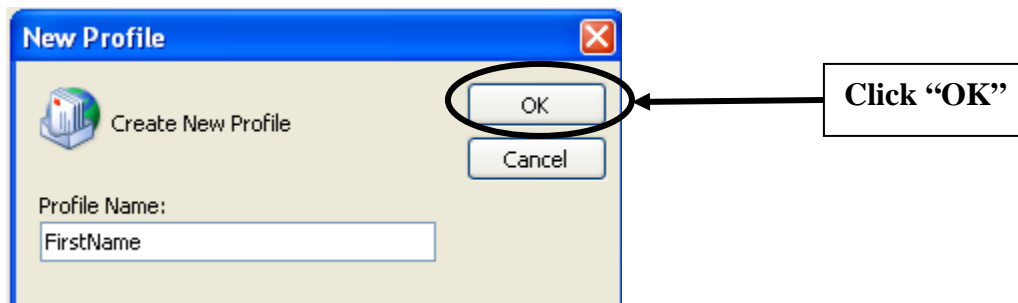 New Profile
Create New Profile
OK
Cancel
Profile Name:
FirstName
Click “OK”